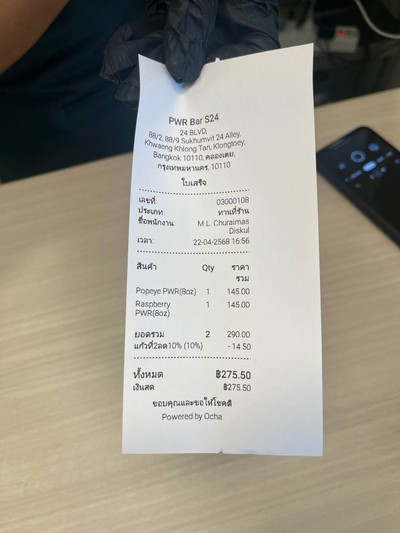 PWR Bar S24
24 BLVD,
88/2, 88/9 Sukhumvit 24 Alley,
Khwaeng Khlong Tan, Klongtoey,
Bangkok 10110, คลองเตย,
กรุงเทพมหานคร, 10110
ใบเสร็จ
เลขที่: 03000108
ประเภท: ทานที่ร้าน
ชื่อพนักงาน: M.L. Churaimas
Diskul
เวลา: 22-04-2568 16:56
สินค้า Qty ราคา
รวม
Popeye PWR(8oz) 1 145.00
Raspberry 1 145.00
PWR(8oz)
ยอดรวม 2 290.00
แก้วที่2ลด10% (10%) - 14.50
ทั้งหมด ฿275.50
เงินสด ฿275.50
ขอบคุณและขอให้โชคดี
Powered by Ocha